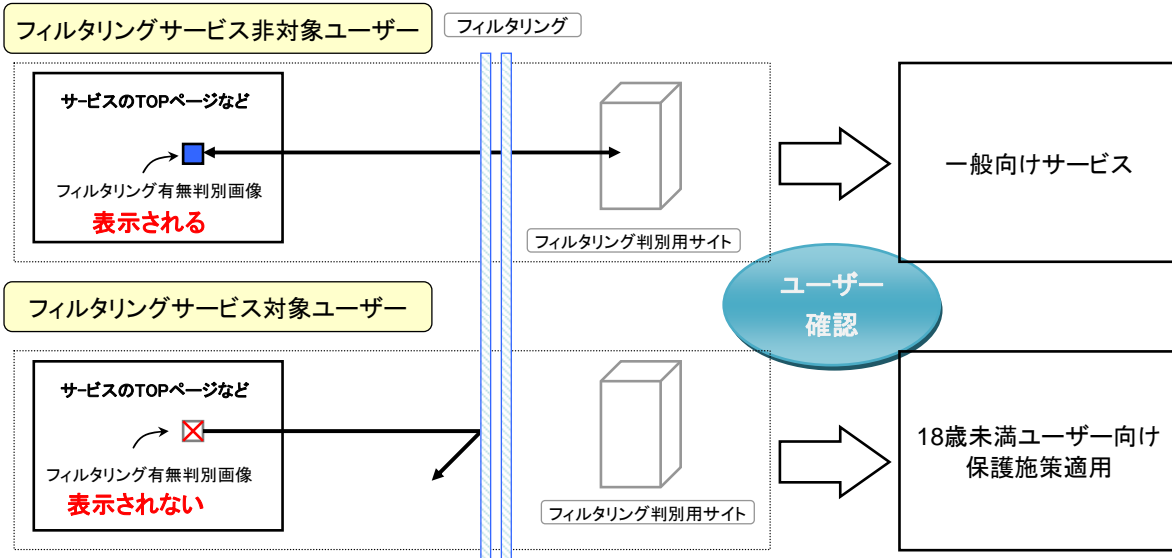 フィルタリングサービス非対象ユーザー
フィルタリング
サービスのTOPページなど
フィルタリング有無判別画像
表示される
フィルタリング判別用サイト
一般向けサービス
ユーザー
確認
フィルタリングサービス対象ユーザー
サービスのTOPページなど
フィルタリング有無判別画像
表示されない
フィルタリング判別用サイト
18歳未満ユーザー向け
保護施策適用